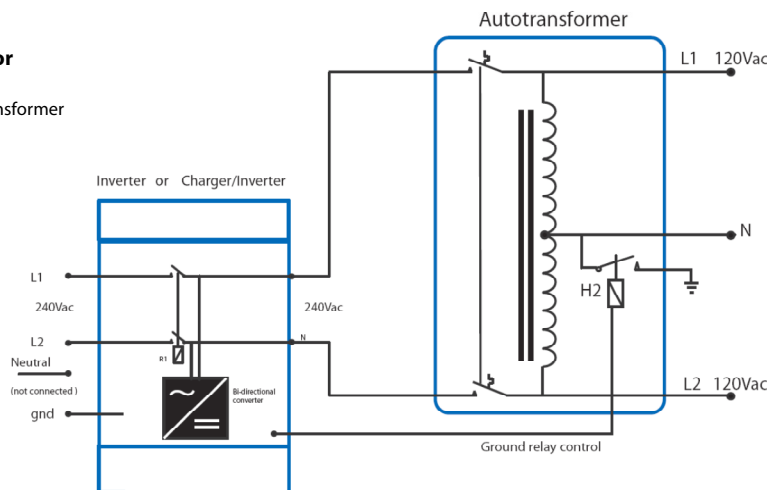 Autotransformer
or
nsformer
L1 120Vac
Inverter or Charger/Inverter
N
L1
H2
240Vac
240Vac
L2
N
R1
Neutral
(not connected )
Bi-directional
converter
L2 120Vac
gnd
Ground relay control